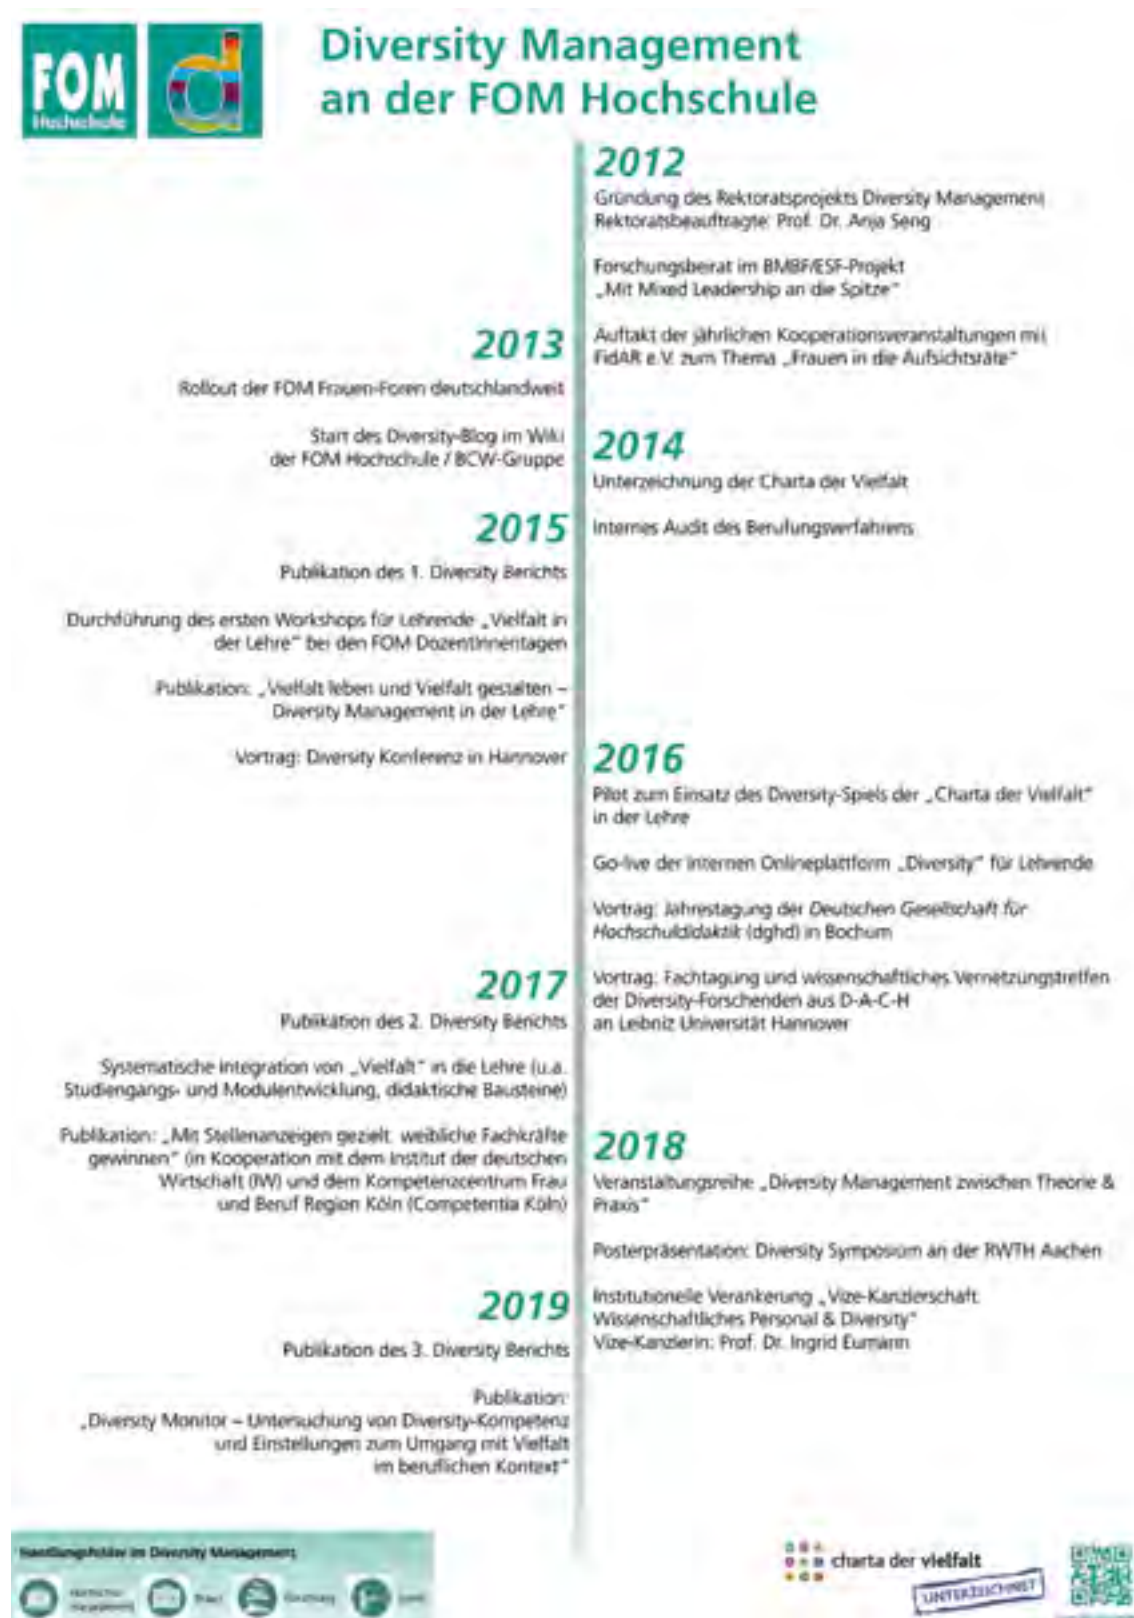 FOM
Hochschule
Diversity Management
an der FOM Hochschule
2012
Gründung des Rektoratsprojekts Diversity Management
Rektoratsbeauftragte: Prof. Dr. Anja Seng
Forschungsbeirat im BMBF/ESF-Projekt
„Mit Mixed Leadership an die Spitze“
Auftakt der jährlichen Kooperationsveranstaltungen mit
FidAR e.V. zum Thema „Frauen in die Aufsichtsräte“
2013
Rollout der FOM Frauen-Foren deutschlandweit
Start des Diversity-Blog im Wiki
der FOM Hochschule / BCW-Gruppe
2014
Unterzeichnung der Charta der Vielfalt
Internes Audit des Berufungsverfahrens
2015
Publikation des 1. Diversity Berichts
Durchführung des ersten Workshops für Lehrende „Vielfalt in
der Lehre“ bei den FOM DozentInnentagen
Publikation: „Vielfalt leben und Vielfalt gestalten –
Diversity Management in der Lehre“
Vortrag: Diversity Konferenz in Hannover
2016
Pilot zum Einsatz des Diversity-Spiels der „Charta der Vielfalt“
in der Lehre
Go-live der internen Onlineplattform „Diversity“ für Lehrende
Vortrag: Jahrestagung der Deutschen Gesellschaft für
Hochschuldidaktik (dghd) in Bochum
Vortrag: Fachtagung und wissenschaftliches Vernetzungstreffen
der Diversity-Forschenden aus D-A-C-H
an Leibniz Universität Hannover
2017
Publikation des 2. Diversity Berichts
Systematische Integration von „Vielfalt“ in die Lehre (u.a.
Studiengangs- und Modulentwicklung, didaktische Bausteine)
Publikation: „Mit Stellenanzeigen gezielt weibliche Fachkräfte
gewinnen“ (in Kooperation mit dem Institut der deutschen
Wirtschaft (IW) und dem Kompetenzcentrum Frau
und Beruf Region Köln (Competentia Köln)
2018
Veranstaltungsreihe „Diversity Management zwischen Theorie &
Praxis“
Posterpräsentation: Diversity Symposium an der RWTH Aachen
Institutionelle Verankerung „Vize-Kanzlerschaft
Wissenschaftliches Personal & Diversity“
Vize-Kanzlerin: Prof. Dr. Ingrid Eumann
2019
Publikation des 3. Diversity Berichts
Publikation:
„Diversity Monitor – Untersuchung von Diversity-Kompetenz
und Einstellungen zum Umgang mit Vielfalt
im beruflichen Kontext“
Handlungsfelder im Diversity Management
Hochschul-
management
Forschung
charta der vielfalt
UNTERZEICHNET